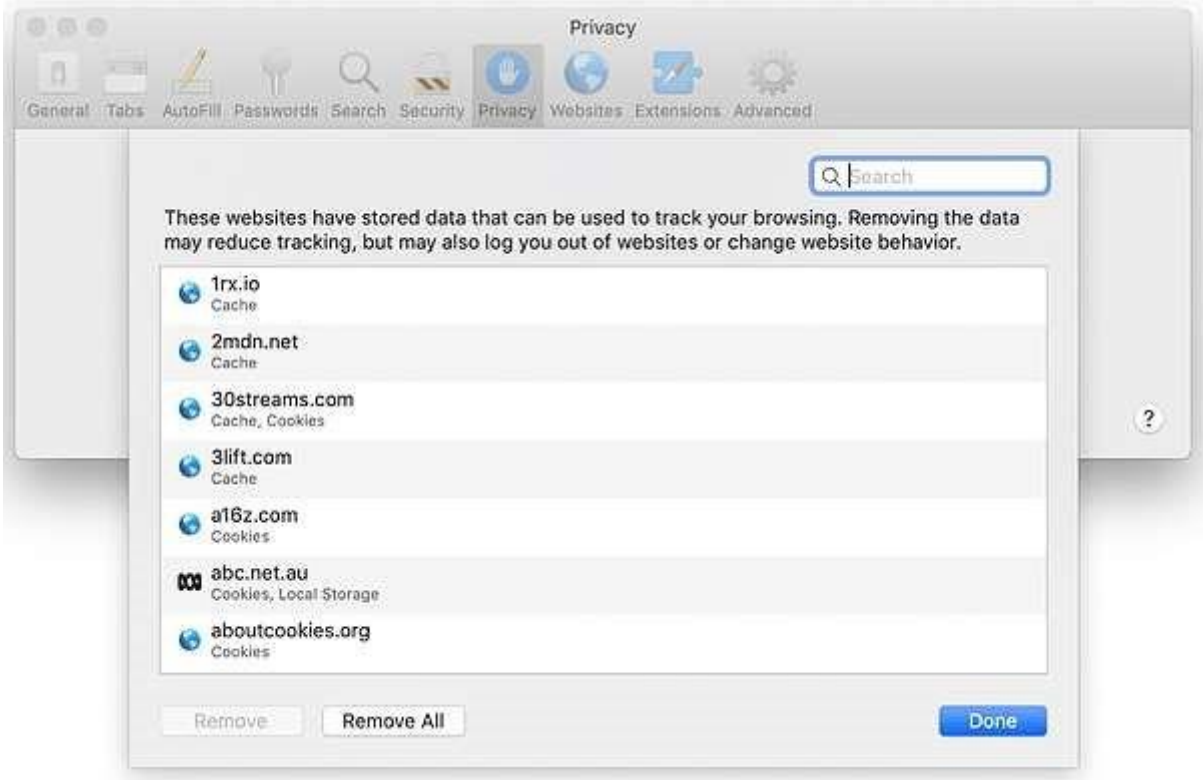 Privacy
General Tabs AutoFill Passwords Search Security Privacy Websites Extensions Advanced
Search
These websites have stored data that can be used to track your browsing. Removing the data
may reduce tracking, but may also log you out of websites or change website behavior.
1rx.io
Cache
2mdn.net
Cache
30streams.com
Cache, Cookies
?
3lift.com
Cache
a16z.com
Cookies
abc.net.au
Cookies, Local Storage
aboutcookies.org
Cookies
Remove Remove All Done